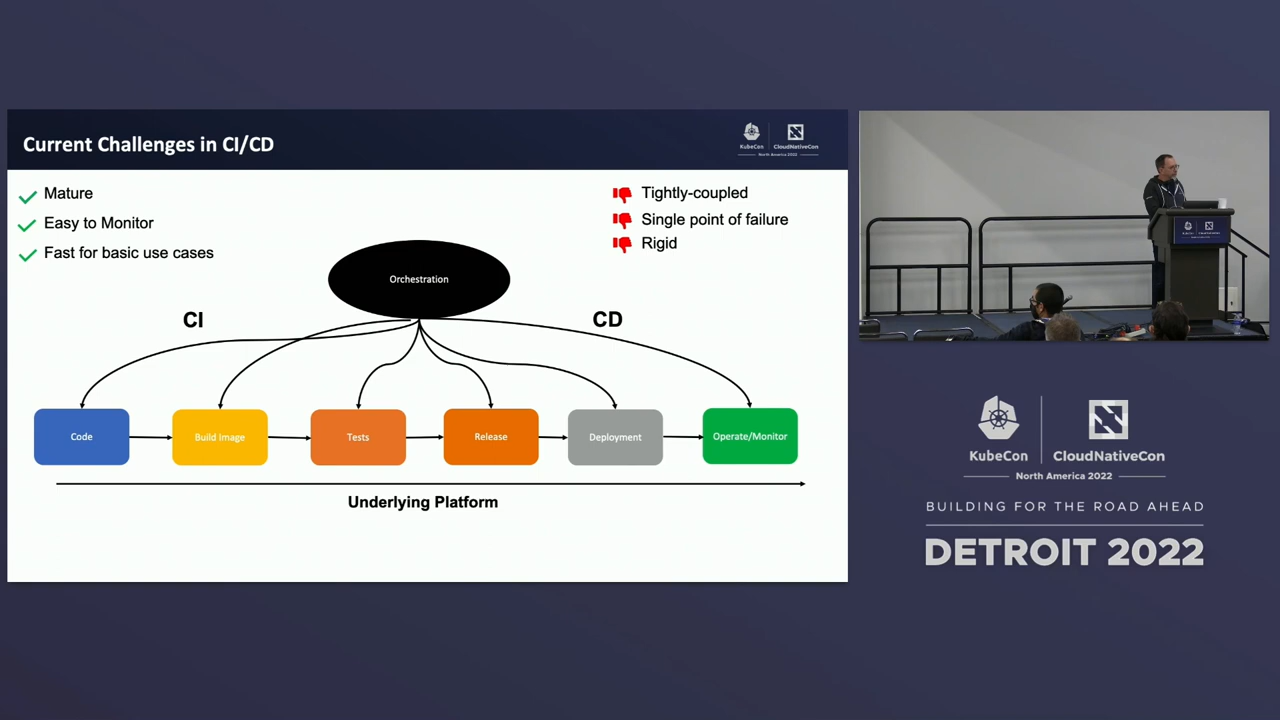 Current Challenges in CI/CD
KubeCon
CloudNativeCon
North America 2022
Mature
Easy to Monitor
Fast for basic use cases
Tightly-coupled
Single point of failure
Rigid
Orchestration
CI
CD
Code
Build Image
Tests
Release
Deployment
Operate/Monitor
Underlying Platform
KubeCon
CloudNativeCon
North America 2022
BUILDING FOR THE ROAD AHEAD
DETROIT 2022